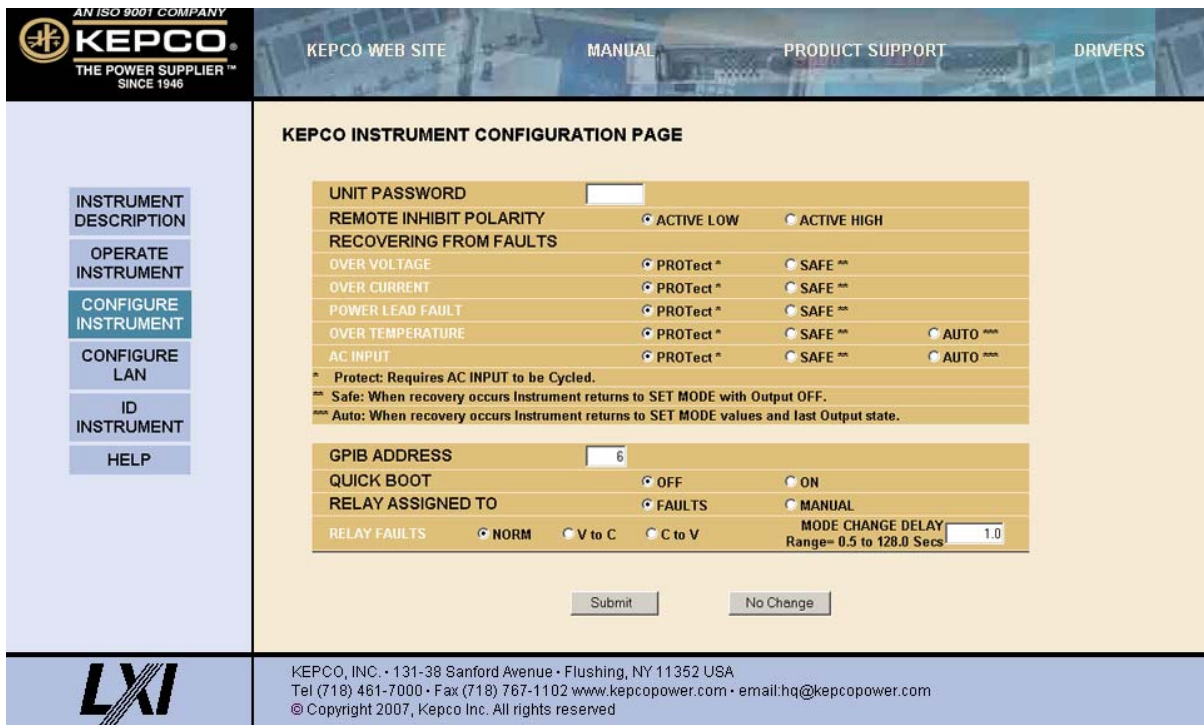 AN ISO 9001 COMPANY
KEPCO®
THE POWER SUPPLIER™
SINCE 1946
KEPCO WEB SITE MANUAL PRODUCT SUPPORT DRIVERS
INSTRUMENT
DESCRIPTION
OPERATE
INSTRUMENT
CONFIGURE
INSTRUMENT
CONFIGURE
LAN
ID
INSTRUMENT
HELP
KEPCO INSTRUMENT CONFIGURATION PAGE
UNIT PASSWORD
REMOTE INHIBIT POLARITY ACTIVE LOW ACTIVE HIGH
RECOVERING FROM FAULTS
OVER VOLTAGE PROTect * SAFE **
OVER CURRENT PROTect * SAFE **
POWER LEAD FAULT PROTect * SAFE **
OVER TEMPERATURE PROTect * SAFE ** AUTO ***
AC INPUT PROTect * SAFE ** AUTO ***
* Protect: Requires AC INPUT to be Cycled.
** Safe: When recovery occurs Instrument returns to SET MODE with Output OFF.
*** Auto: When recovery occurs Instrument returns to SET MODE values and last Output state.
GPIB ADDRESS 6
QUICK BOOT OFF ON
RELAY ASSIGNED TO FAULTS MANUAL
RELAY FAULTS NORM V to C C to V MODE CHANGE DELAY 1.0
Range= 0.5 to 128.0 Secs
Submit No Change
LXI
KEPCO, INC. • 131-38 Sanford Avenue • Flushing, NY 11352 USA
Tel (718) 461-7000 • Fax (718) 767-1102 www.kepcopower.com • email:hq@kepcopower.com
© Copyright 2007, Kepco Inc. All rights reserved